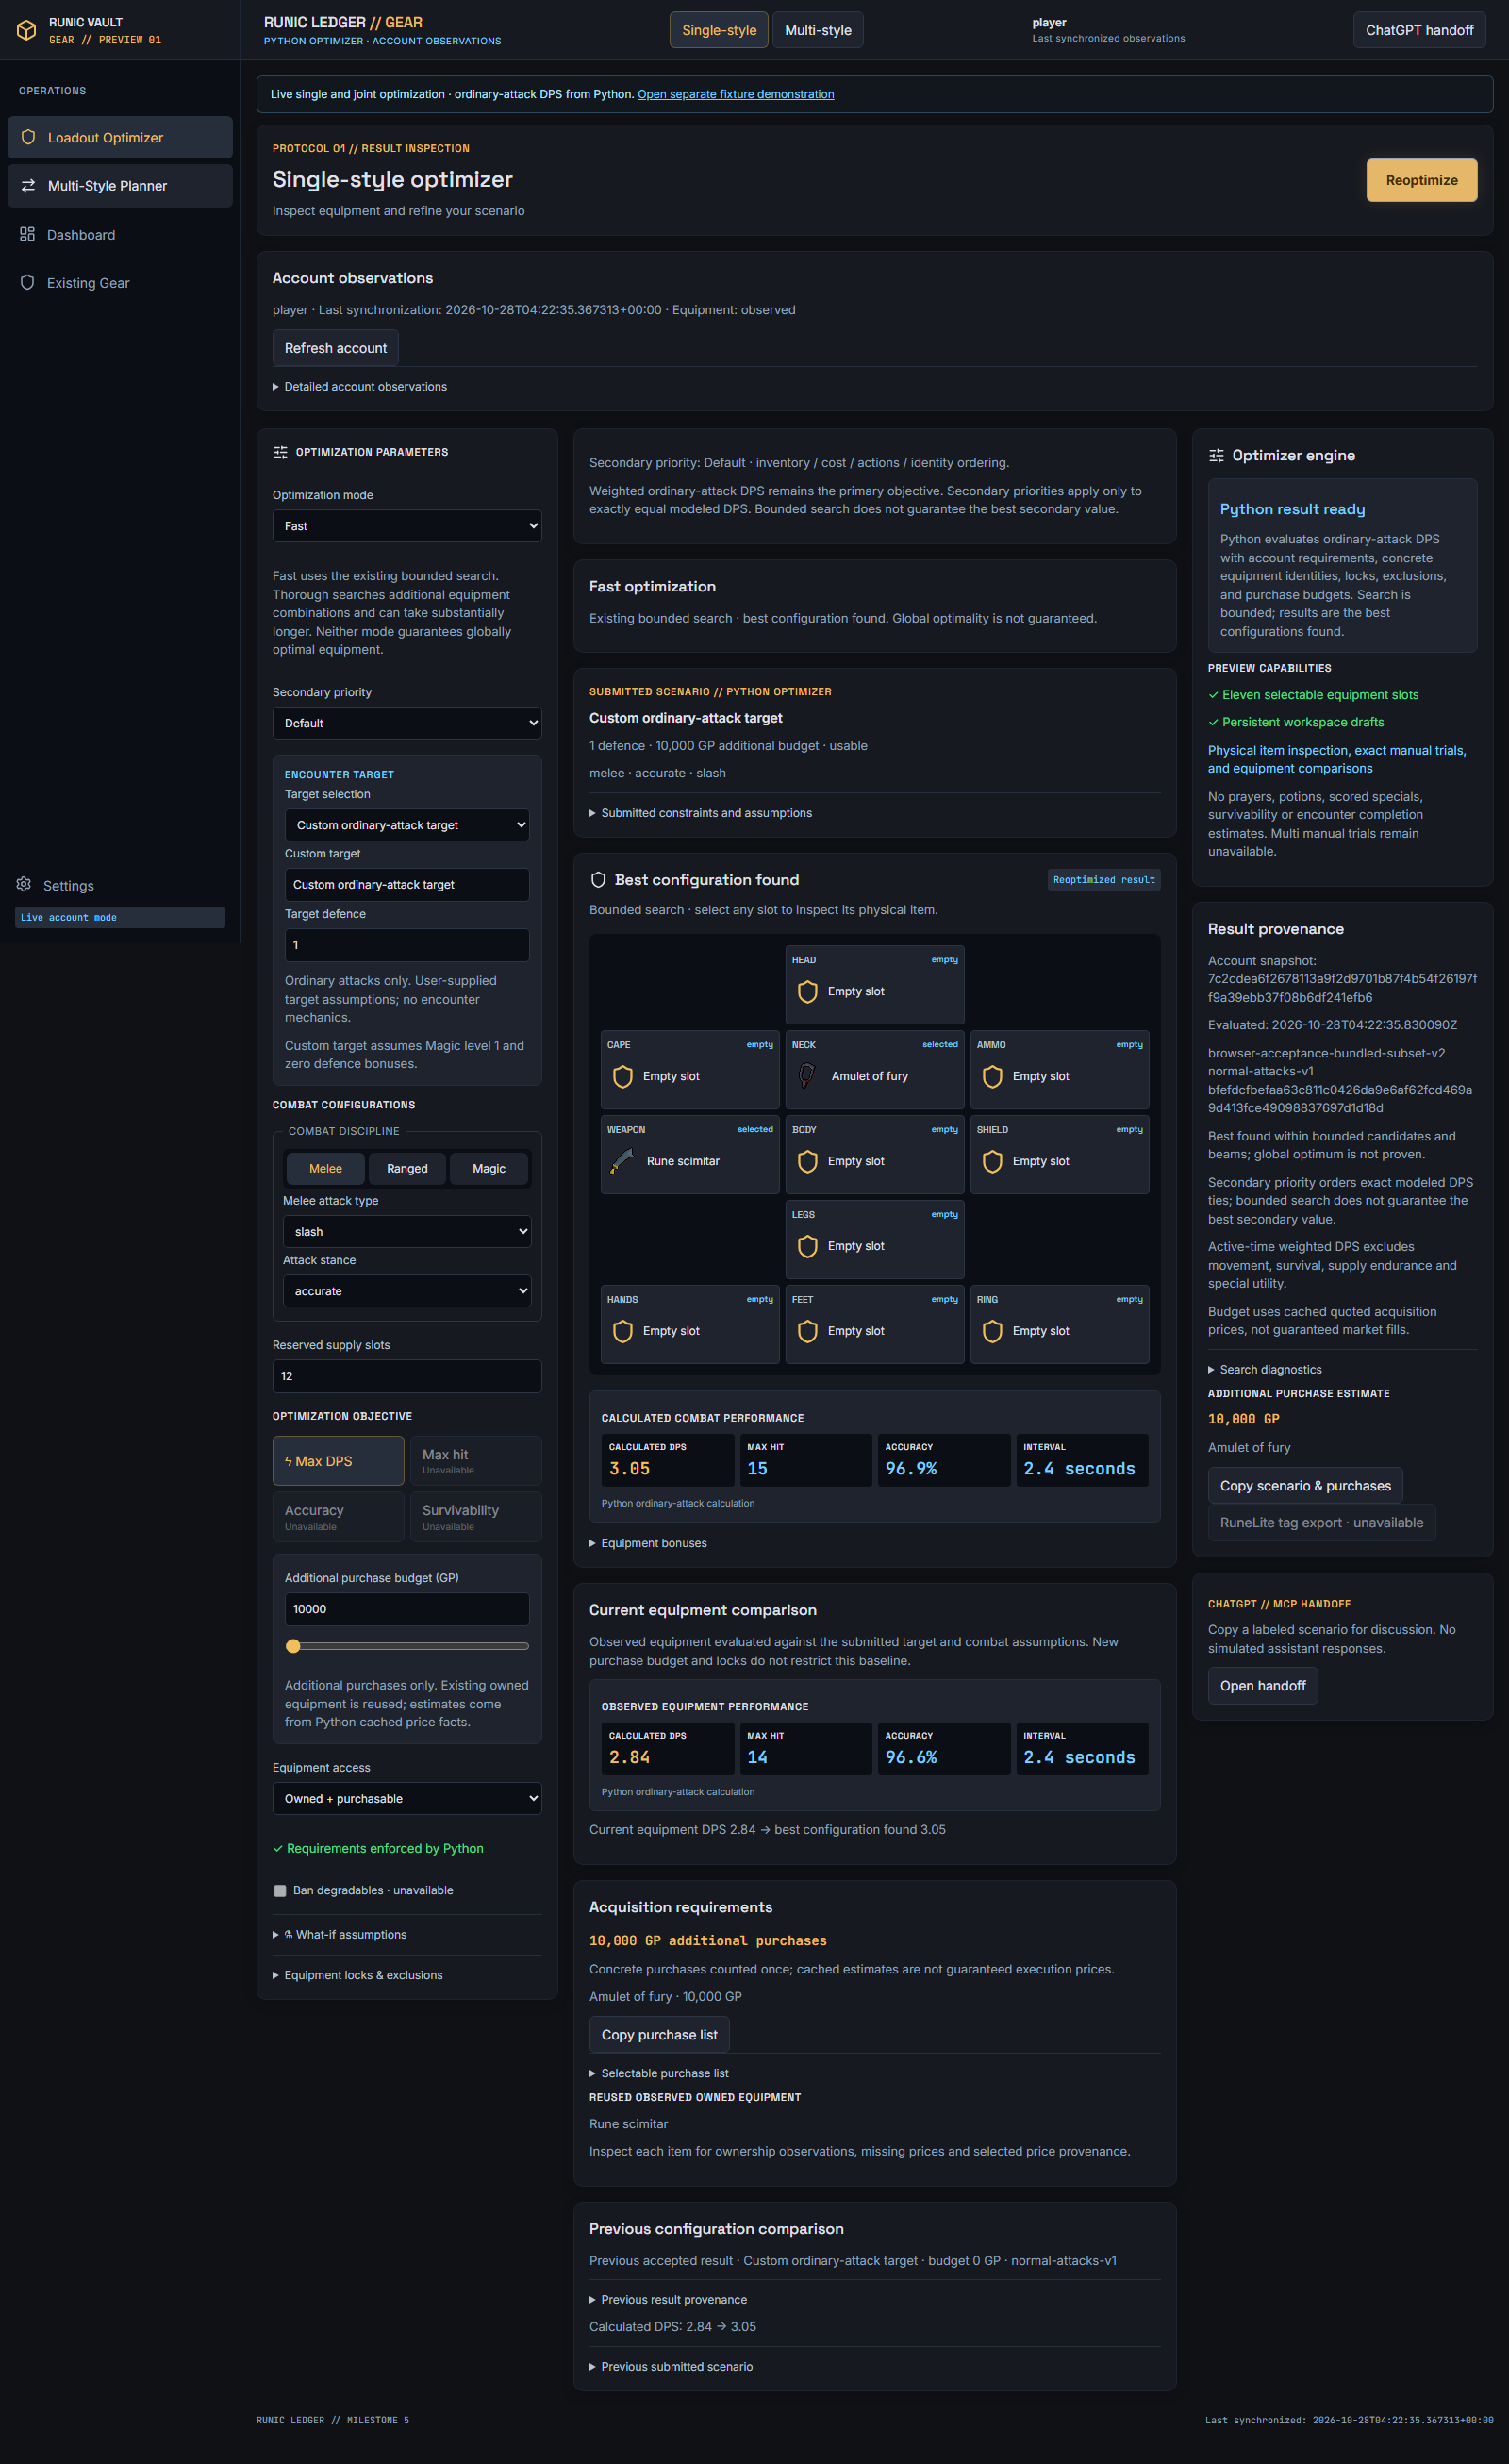 RUNIC VAULT
GEAR // PREVIEW 01
RUNIC LEDGER // GEAR
PYTHON OPTIMIZER · ACCOUNT OBSERVATIONS
Single-style
Multi-style
player
Last synchronized observations
ChatGPT handoff
OPERATIONS
Loadout Optimizer
Multi-Style Planner
Dashboard
Existing Gear
Settings
Live account mode
Live single and joint optimization · ordinary-attack DPS from Python. Open separate fixture demonstration
PROTOCOL 01 // RESULT INSPECTION
Single-style optimizer
Inspect equipment and refine your scenario
Reoptimize
Account observations
player · Last synchronization: 2026-10-28T04:22:35.367313+00:00 · Equipment: observed
Refresh account
Detailed account observations
OPTIMIZATION PARAMETERS
Optimization mode
Fast
Fast uses the existing bounded search.
Thorough searches additional equipment
combinations and can take substantially
longer. Neither mode guarantees globally
optimal equipment.
Secondary priority
Default
ENCOUNTER TARGET
Target selection
Custom ordinary-attack target
Custom target
Custom ordinary-attack target
Target defence
1
Ordinary attacks only. User-supplied
target assumptions; no encounter
mechanics.
Custom target assumes Magic level 1 and
zero defence bonuses.
COMBAT CONFIGURATIONS
COMBAT DISCIPLINE
Melee
Ranged
Magic
Melee attack type
slash
Attack stance
accurate
Reserved supply slots
12
OPTIMIZATION OBJECTIVE
ϟ Max DPS
Max hit
Unavailable
Accuracy
Unavailable
Survivability
Unavailable
Additional purchase budget (GP)
10000
Additional purchases only. Existing owned
equipment is reused; estimates come
from Python cached price facts.
Equipment access
Owned + purchasable
✓ Requirements enforced by Python
Ban degradables · unavailable
⚗ What-if assumptions
Equipment locks & exclusions
Secondary priority: Default · inventory / cost / actions / identity ordering.
Weighted ordinary-attack DPS remains the primary objective. Secondary priorities apply only to
exactly equal modeled DPS. Bounded search does not guarantee the best secondary value.
Fast optimization
Existing bounded search · best configuration found. Global optimality is not guaranteed.
SUBMITTED SCENARIO // PYTHON OPTIMIZER
Custom ordinary-attack target
1 defence · 10,000 GP additional budget · usable
melee · accurate · slash
Submitted constraints and assumptions
Best configuration found
Reoptimized result
Bounded search · select any slot to inspect its physical item.
HEAD empty
Empty slot
CAPE empty
Empty slot
NECK selected
Amulet of fury
AMMO empty
Empty slot
WEAPON selected
Rune scimitar
BODY empty
Empty slot
SHIELD empty
Empty slot
LEGS empty
Empty slot
HANDS empty
Empty slot
FEET empty
Empty slot
RING empty
Empty slot
CALCULATED COMBAT PERFORMANCE
CALCULATED DPS
3.05
MAX HIT
15
ACCURACY
96.9%
INTERVAL
2.4 seconds
Python ordinary-attack calculation
Equipment bonuses
Current equipment comparison
Observed equipment evaluated against the submitted target and combat assumptions. New
purchase budget and locks do not restrict this baseline.
OBSERVED EQUIPMENT PERFORMANCE
CALCULATED DPS
2.84
MAX HIT
14
ACCURACY
96.6%
INTERVAL
2.4 seconds
Python ordinary-attack calculation
Current equipment DPS 2.84 → best configuration found 3.05
Acquisition requirements
10,000 GP additional purchases
Concrete purchases counted once; cached estimates are not guaranteed execution prices.
Amulet of fury · 10,000 GP
Copy purchase list
Selectable purchase list
REUSED OBSERVED OWNED EQUIPMENT
Rune scimitar
Inspect each item for ownership observations, missing prices and selected price provenance.
Previous configuration comparison
Previous accepted result · Custom ordinary-attack target · budget 0 GP · normal-attacks-v1
Previous result provenance
Calculated DPS: 2.84 → 3.05
Previous submitted scenario
Optimizer engine
Python result ready
Python evaluates ordinary-attack DPS
with account requirements, concrete
equipment identities, locks, exclusions,
and purchase budgets. Search is
bounded; results are the best
configurations found.
PREVIEW CAPABILITIES
✓ Eleven selectable equipment slots
✓ Persistent workspace drafts
Physical item inspection, exact manual trials,
and equipment comparisons
No prayers, potions, scored specials,
survivability or encounter completion
estimates. Multi manual trials remain
unavailable.
Result provenance
Account snapshot:
7c2cdea6f2678113a9f2d9701b87f4b54f26197f
f9a39ebb37f08b6df241efb6
Evaluated: 2026-10-28T04:22:35.830090Z
browser-acceptance-bundled-subset-v2
normal-attacks-v1
bfefdcfbefaa63c811c0426da9e6af62fcd469a
9d413fce49098837697d1d18d
Best found within bounded candidates and
beams; global optimum is not proven.
Secondary priority orders exact modeled DPS
ties; bounded search does not guarantee the
best secondary value.
Active-time weighted DPS excludes
movement, survival, supply endurance and
special utility.
Budget uses cached quoted acquisition
prices, not guaranteed market fills.
Search diagnostics
ADDITIONAL PURCHASE ESTIMATE
10,000 GP
Amulet of fury
Copy scenario & purchases
RuneLite tag export · unavailable
CHATGPT // MCP HANDOFF
Copy a labeled scenario for discussion. No
simulated assistant responses.
Open handoff
RUNIC LEDGER // MILESTONE 5
Last synchronized: 2026-10-28T04:22:35.367313+00:00